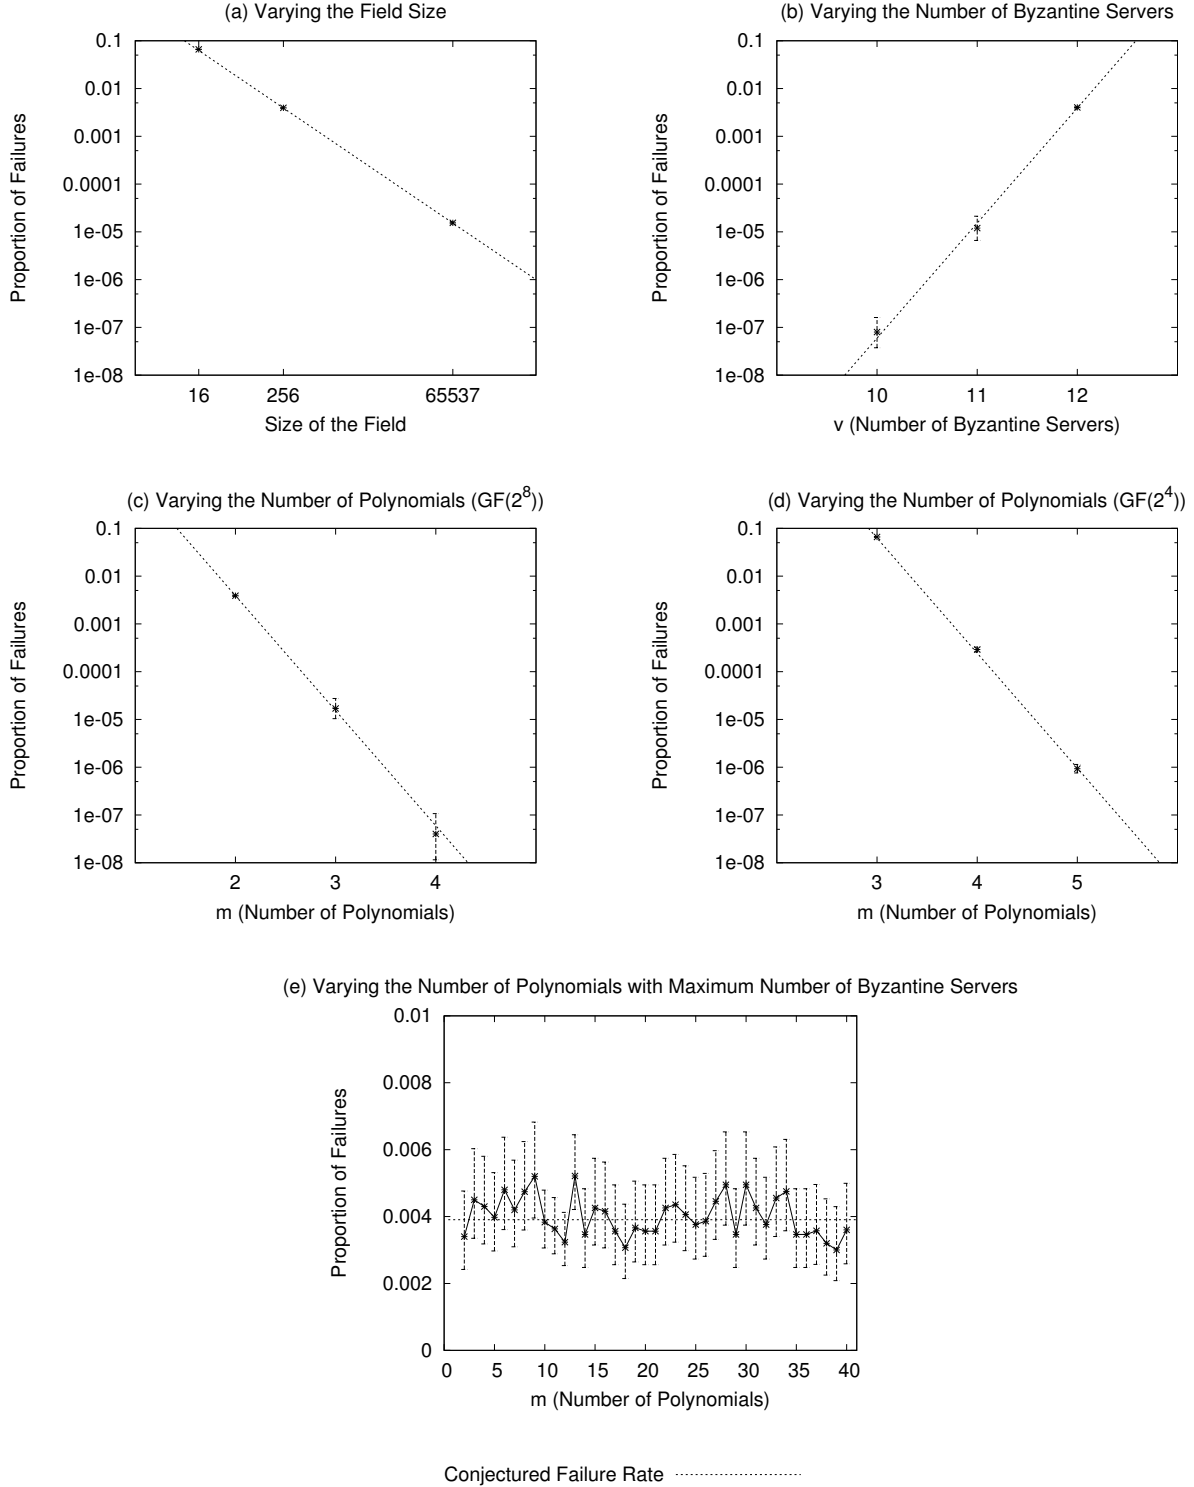 (a) Varying the Field Size
Proportion of Failures
0.1
0.01
0.001
0.0001
1e-05
1e-06
1e-07
1e-08
16 256 65537
Size of the Field
(b) Varying the Number of Byzantine Servers
Proportion of Failures
0.1
0.01
0.001
0.0001
1e-05
1e-06
1e-07
1e-08
10 11 12
v (Number of Byzantine Servers)
(c) Varying the Number of Polynomials (GF(2^8))
Proportion of Failures
0.1
0.01
0.001
0.0001
1e-05
1e-06
1e-07
1e-08
2 3 4
m (Number of Polynomials)
(d) Varying the Number of Polynomials (GF(2^4))
Proportion of Failures
0.1
0.01
0.001
0.0001
1e-05
1e-06
1e-07
1e-08
3 4 5
m (Number of Polynomials)
(e) Varying the Number of Polynomials with Maximum Number of Byzantine Servers
Proportion of Failures
0.01
0.008
0.006
0.004
0.002
0
0 5 10 15 20 25 30 35 40
m (Number of Polynomials)
Conjectured Failure Rate